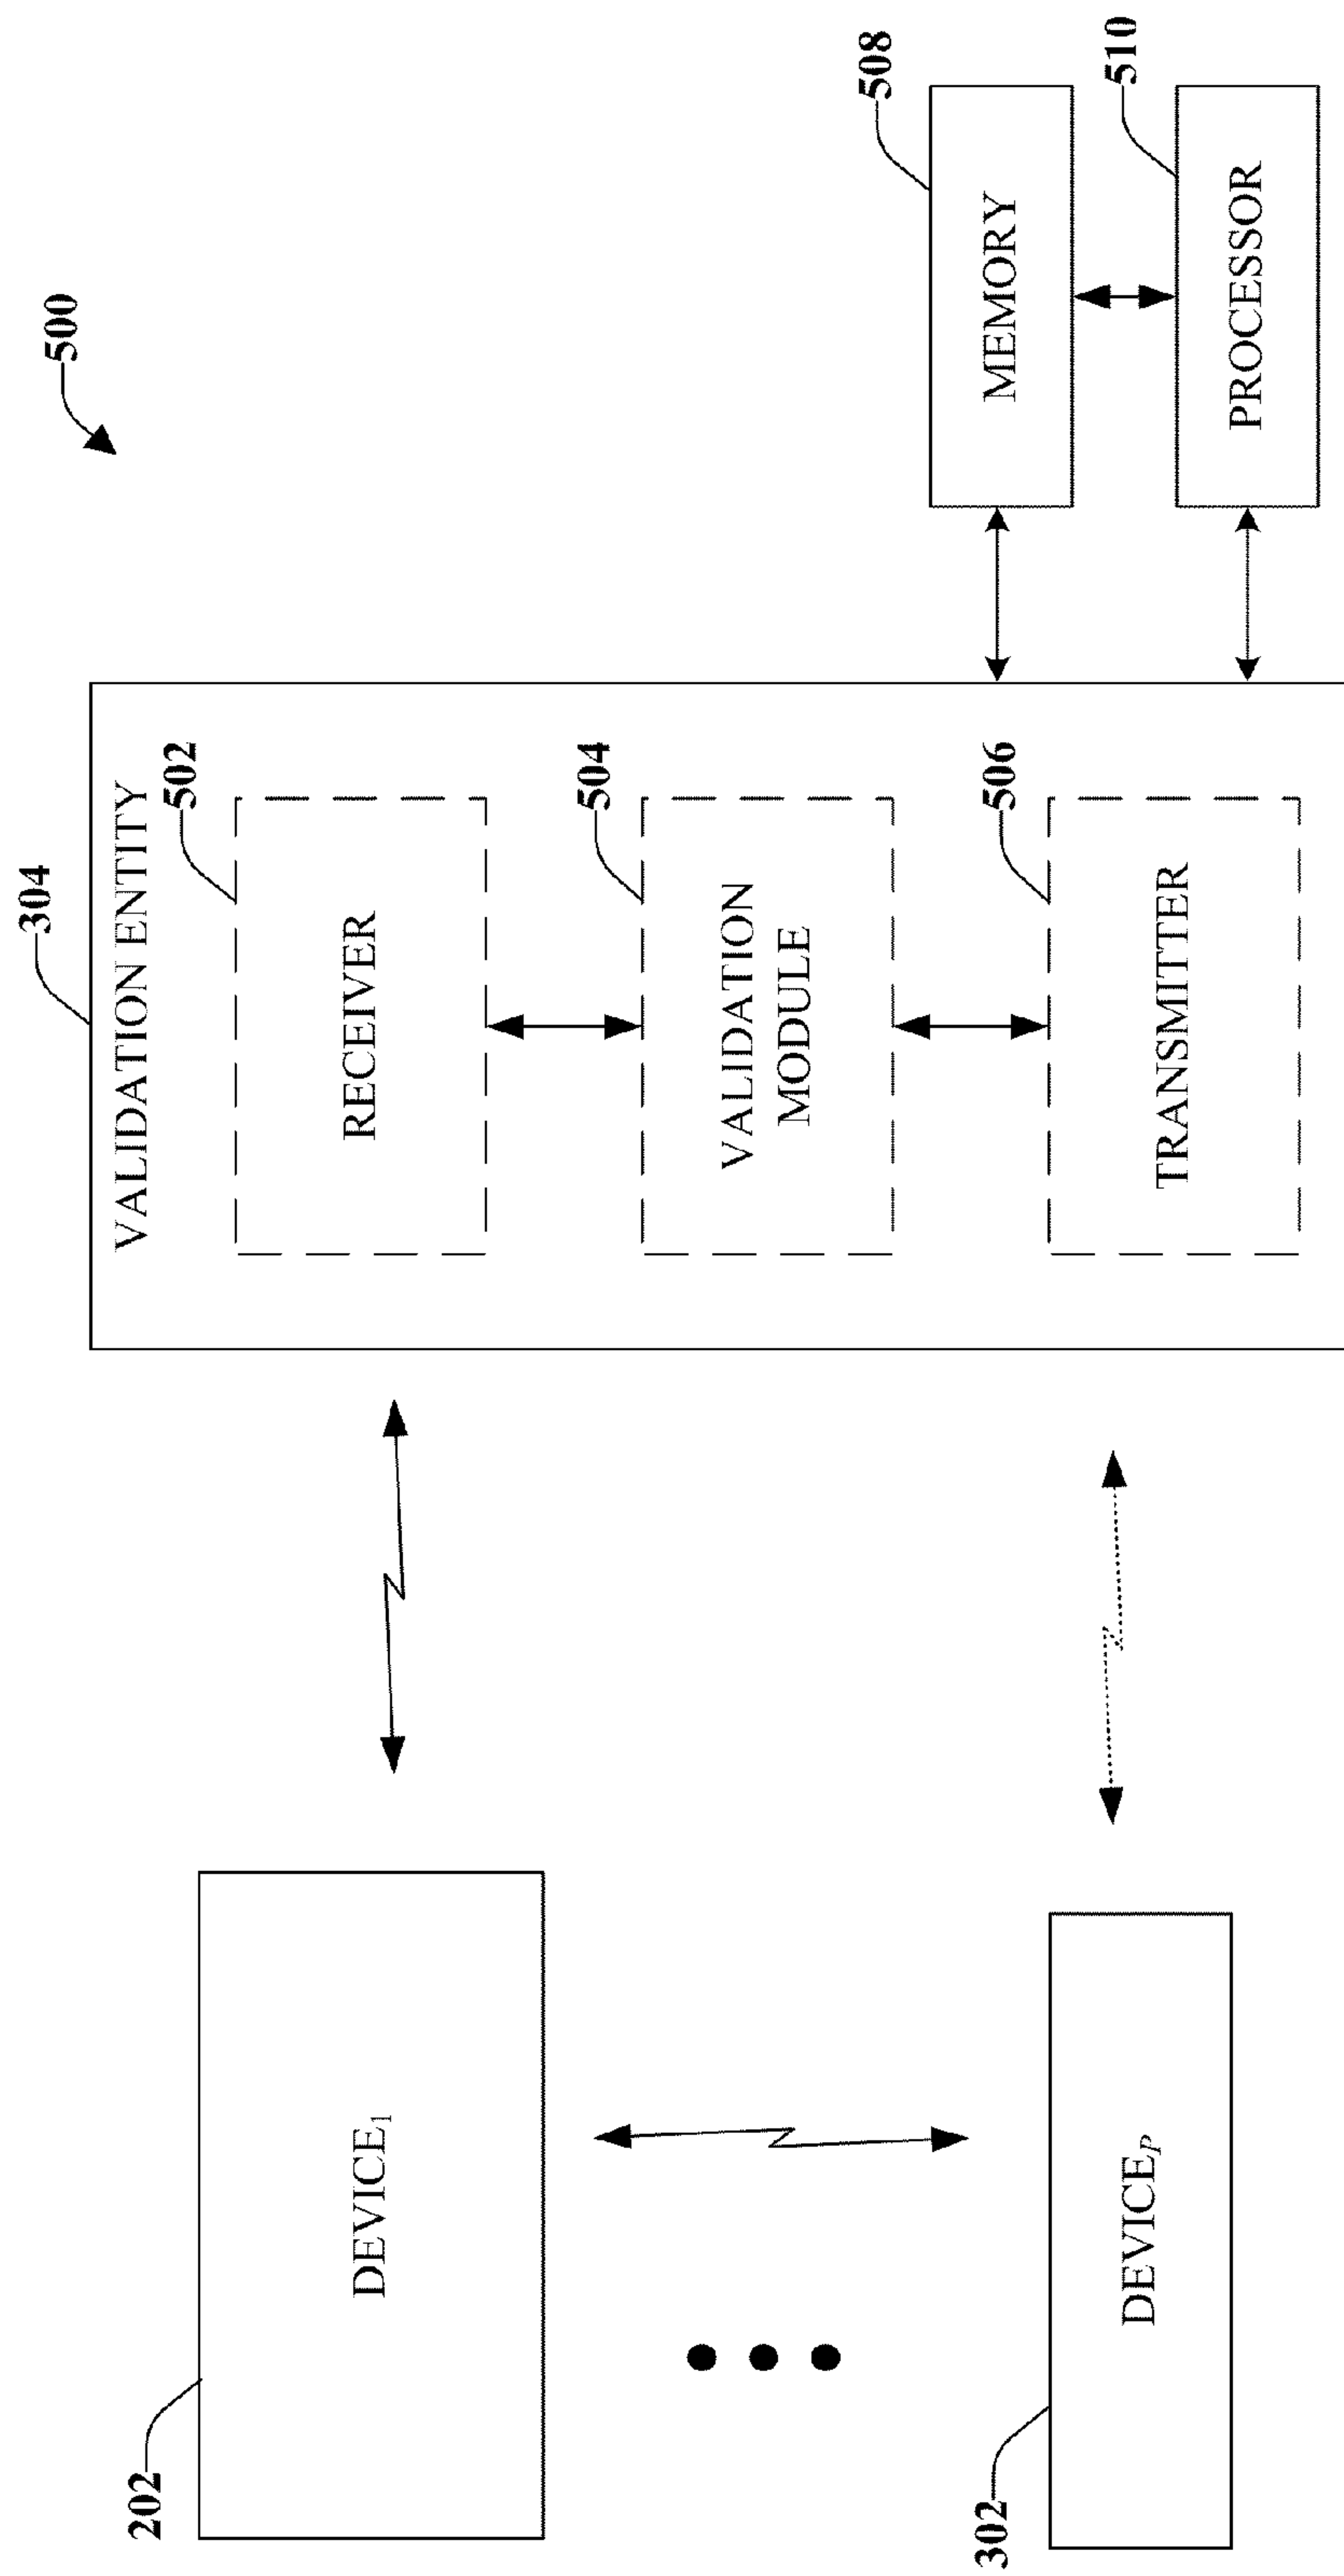 500
202
DEVICE1
302
DEVICEP
304
VALIDATION ENTITY
502
RECEIVER
504
VALIDATION
MODULE
506
TRANSMITTER
508
MEMORY
510
PROCESSOR